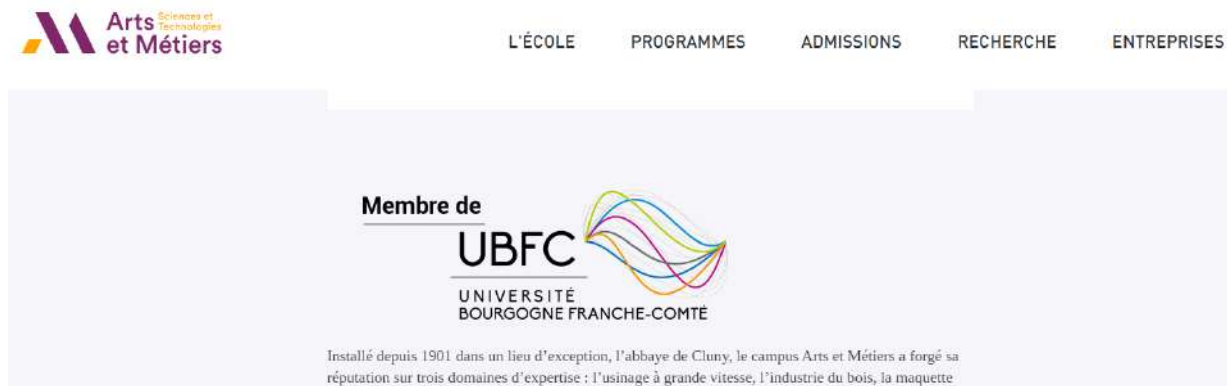 Arts Sciences et
Technologies
et Métiers
L'ÉCOLE PROGRAMMES ADMISSIONS RECHERCHE ENTREPRISES
Membre de
UBFC
UNIVERSITÉ
BOURGOGNE FRANCHE-COMTÉ
Installé depuis 1901 dans un lieu d'exception, l'abbaye de Cluny, le campus Arts et Métiers a forgé sa
réputation sur trois domaines d'expertise : l'usinage à grande vitesse, l'industrie du bois, la maquette